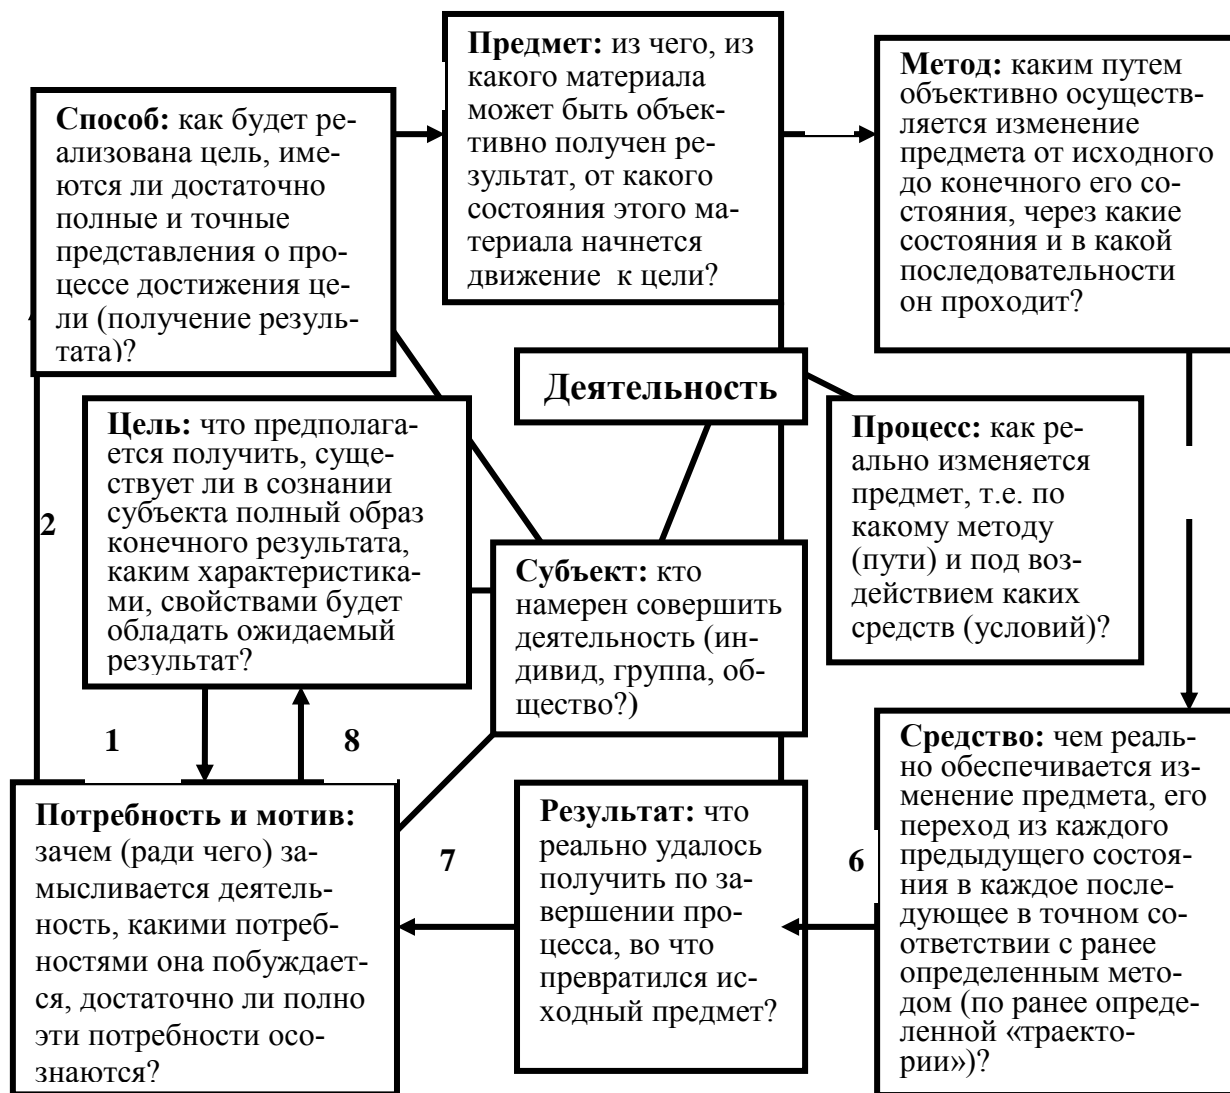 Способ: как будет ре-
ализована цель, име-
ются ли достаточно
полные и точные
представления о про-
цессе достижения це-
ли (получение резуль-
тата)?
Предмет: из чего, из
какого материала
может быть объек-
тивно получен ре-
зультат, от какого
состояния этого ма-
териала начнется
движение к цели?
Метод: каким путем
объективно осуществ-
ляется изменение
предмета от исходного
до конечного его со-
стояния, через какие
состояния и в какой
последовательности
он проходит?
Деятельность
Цель: что предполага-
ется получить, суще-
ствует ли в сознании
субъекта полный образ
конечного результата,
каким характеристика-
ми, свойствами будет
обладать ожидаемый
результат?
Процесс: как ре-
ально изменяется
предмет, т.е. по
какому методу
(пути) и под воз-
действием каких
средств (условий)?
2
Субъект: кто
намерен совершить
деятельность (ин-
дивид, группа, об-
щество?)
1
8
Потребность и мотив:
зачем (ради чего) за-
мысливается деятель-
ность, какими потреб-
ностями она побуждает-
ся, достаточно ли полно
эти потребности осо-
знаются?
7
Результат: что
реально удалось
получить по за-
вершении про-
цесса, во что
превратился ис-
ходный предмет?
6
Средство: чем реаль-
но обеспечивается из-
менение предмета, его
переход из каждого
предыдущего состоя-
ния в каждое после-
дующее в точном со-
ответствии с ранее
определенным мето-
дом (по ранее опреде-
ленной «траекто-
рии»)?